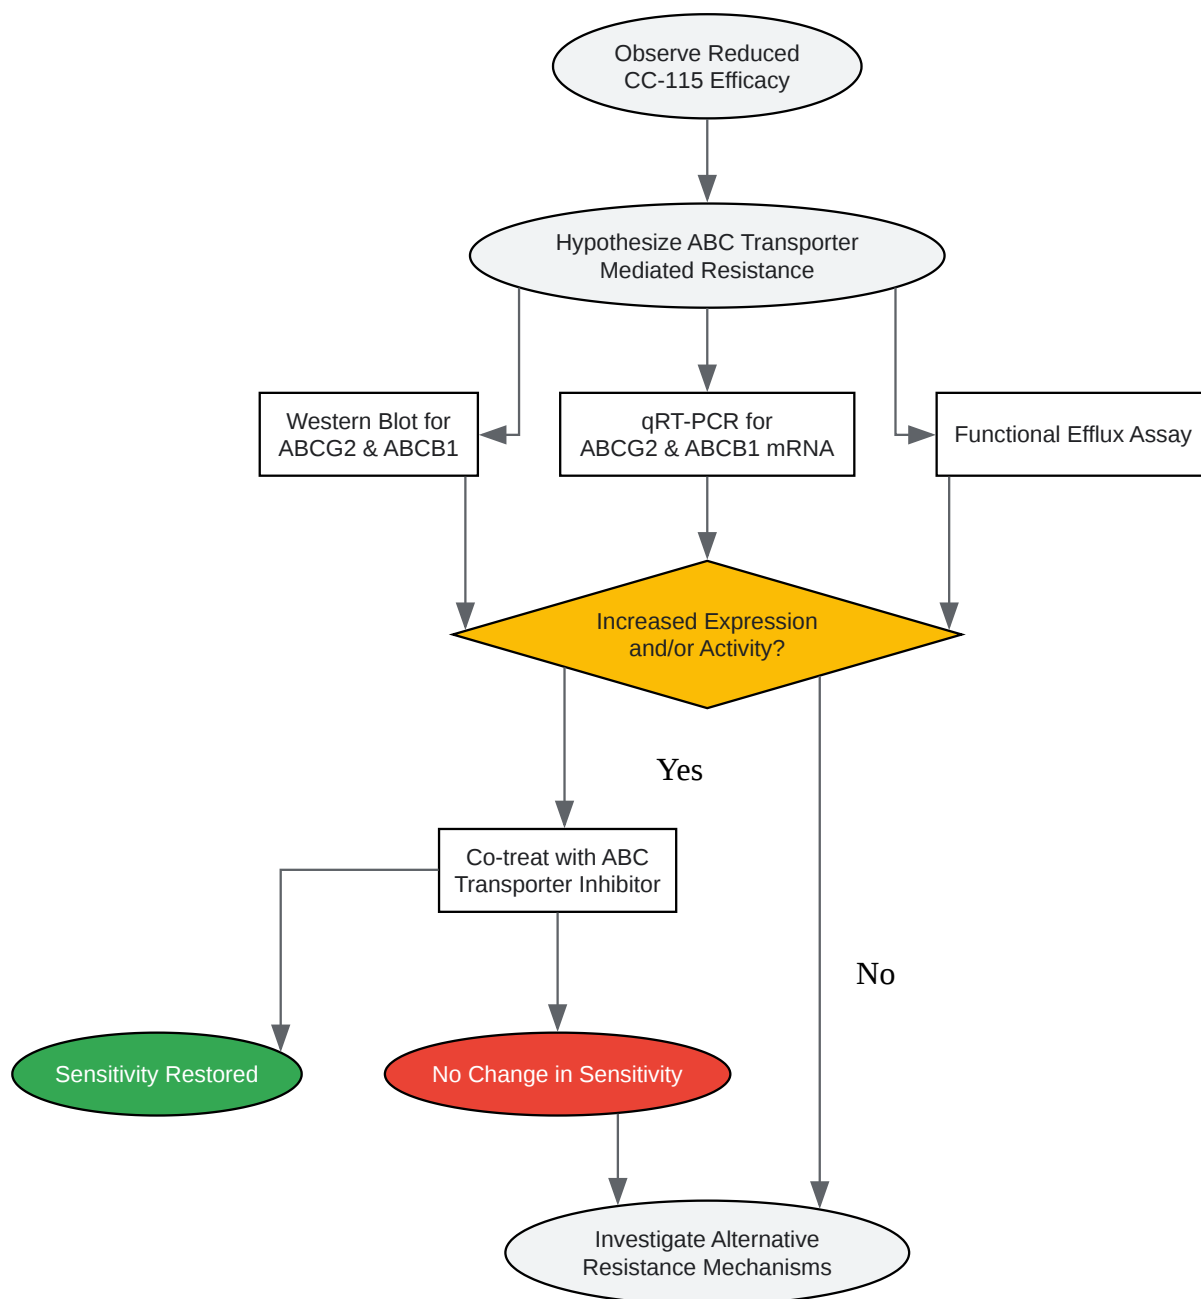 Observe Reduced
CC-115 Efficacy
Hypothesize ABC Transporter
Mediated Resistance
Western Blot for
ABCG2 & ABCB1
qRT-PCR for
ABCG2 & ABCB1 mRNA
Functional Efflux Assay
Increased Expression
and/or Activity?
Yes
Co-treat with ABC
Transporter Inhibitor
No
Sensitivity Restored
No Change in Sensitivity
Investigate Alternative
Resistance Mechanisms